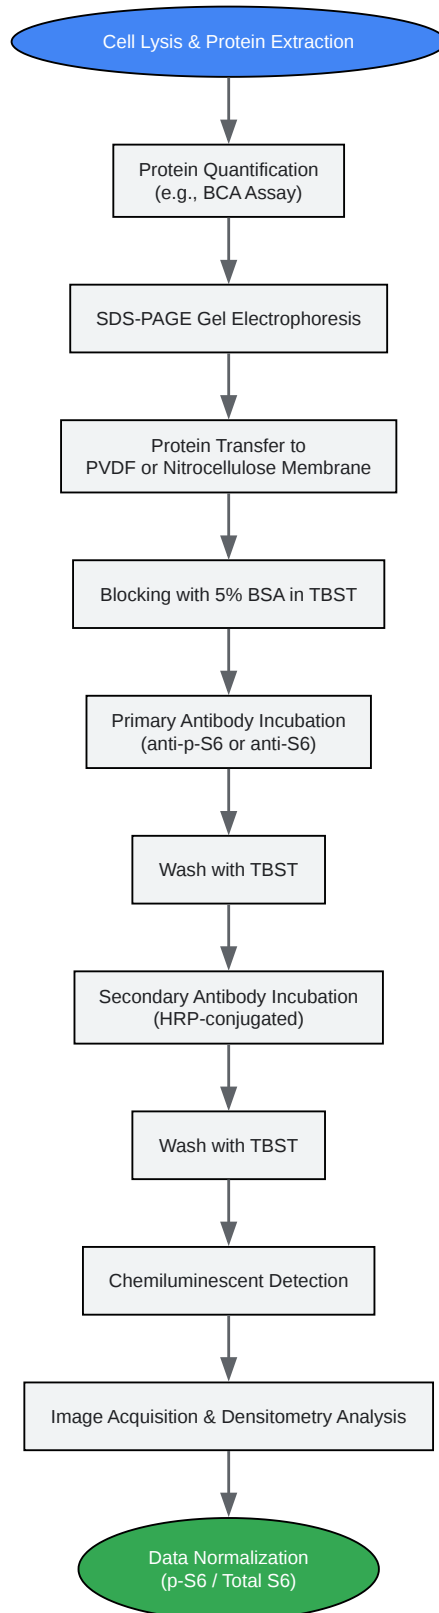 Cell Lysis & Protein Extraction
Protein Quantification
(e.g., BCA Assay)
SDS-PAGE Gel Electrophoresis
Protein Transfer to
PVDF or Nitrocellulose Membrane
Blocking with 5% BSA in TBST
Primary Antibody Incubation
(anti-p-S6 or anti-S6)
Wash with TBST
Secondary Antibody Incubation
(HRP-conjugated)
Wash with TBST
Chemiluminescent Detection
Image Acquisition & Densitometry Analysis
Data Normalization
(p-S6 / Total S6)